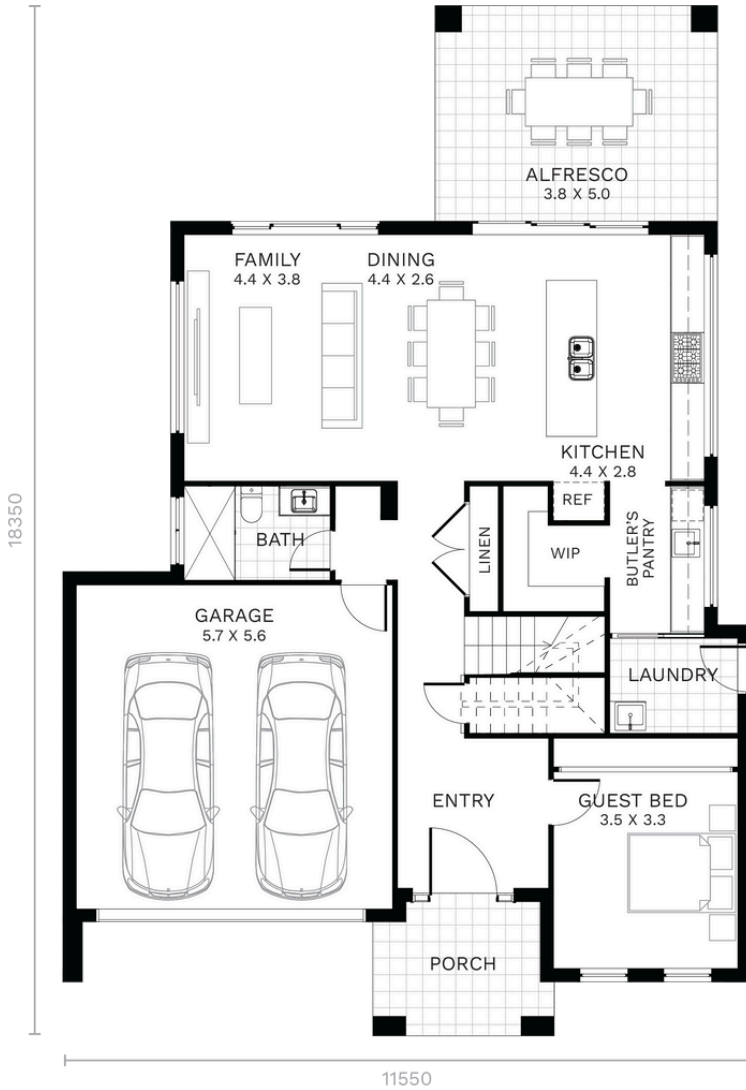 ALFRESCO
3.8 X 5.0
FAMILY
4.4 X 3.8
DINING
4.4 X 2.6
KITCHEN
4.4 X 2.8
REF
BATH
LINEN
WIP
BUTLER'S
PANTRY
18350
GARAGE
5.7 X 5.6
LAUNDRY
ENTRY
GUEST BED
3.5 X 3.3
PORCH
11550